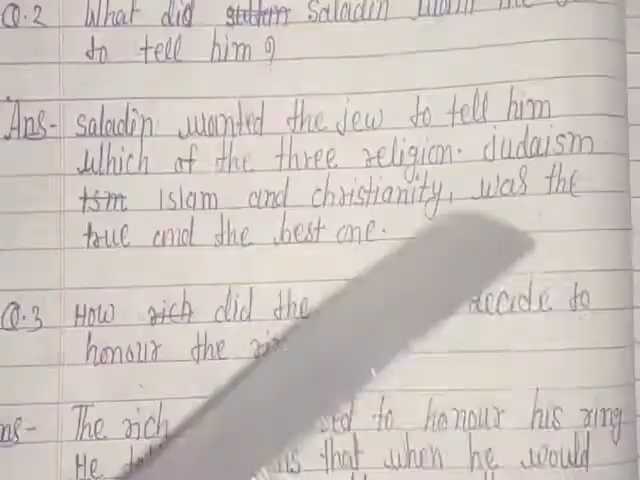 Q.2 What did Saladin
to tell him?
Ans- saladin wanted the jew to tell him
which of the three religion. judaism
Islam and christianity, was the
true and the best one.
Q.3 How rich did the decide to
honour the
The rich to honour his ring
He that when he would